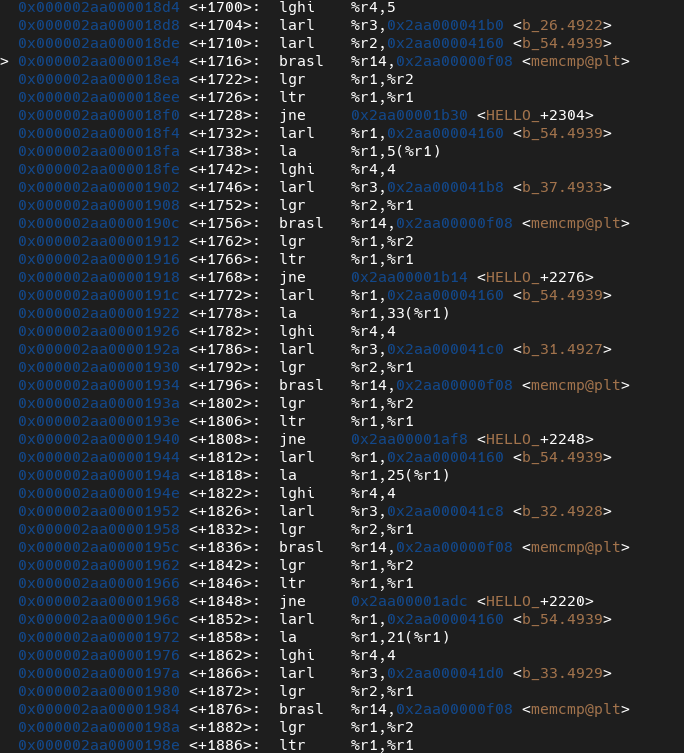 0x000002aa000018d4 <+1700>: lghi %r4,5
0x000002aa000018d8 <+1704>: larl %r3,0x2aa000041b0 <b_26.4922>
0x000002aa000018de <+1710>: larl %r2,0x2aa00004160 <b_54.4939>
> 0x000002aa000018e4 <+1716>: brasl %r14,0x2aa00000f08 <memcmp@plt>
0x000002aa000018ea <+1722>: lgr %r1,%r2
0x000002aa000018ee <+1726>: ltr %r1,%r1
0x000002aa000018f0 <+1728>: jne 0x2aa00001b30 <HELLO_+2304>
0x000002aa000018f4 <+1732>: larl %r1,0x2aa00004160 <b_54.4939>
0x000002aa000018fa <+1738>: la %r1,5(%r1)
0x000002aa000018fe <+1742>: lghi %r4,4
0x000002aa00001902 <+1746>: larl %r3,0x2aa000041b8 <b_37.4933>
0x000002aa00001908 <+1752>: lgr %r2,%r1
0x000002aa0000190c <+1756>: brasl %r14,0x2aa00000f08 <memcmp@plt>
0x000002aa00001912 <+1762>: lgr %r1,%r2
0x000002aa00001916 <+1766>: ltr %r1,%r1
0x000002aa00001918 <+1768>: jne 0x2aa00001b14 <HELLO_+2276>
0x000002aa0000191c <+1772>: larl %r1,0x2aa00004160 <b_54.4939>
0x000002aa00001922 <+1778>: la %r1,33(%r1)
0x000002aa00001926 <+1782>: lghi %r4,4
0x000002aa0000192a <+1786>: larl %r3,0x2aa000041c0 <b_31.4927>
0x000002aa00001930 <+1792>: lgr %r2,%r1
0x000002aa00001934 <+1796>: brasl %r14,0x2aa00000f08 <memcmp@plt>
0x000002aa0000193a <+1802>: lgr %r1,%r2
0x000002aa0000193e <+1806>: ltr %r1,%r1
0x000002aa00001940 <+1808>: jne 0x2aa00001af8 <HELLO_+2248>
0x000002aa00001944 <+1812>: larl %r1,0x2aa00004160 <b_54.4939>
0x000002aa0000194a <+1818>: la %r1,25(%r1)
0x000002aa0000194e <+1822>: lghi %r4,4
0x000002aa00001952 <+1826>: larl %r3,0x2aa000041c8 <b_32.4928>
0x000002aa00001958 <+1832>: lgr %r2,%r1
0x000002aa0000195c <+1836>: brasl %r14,0x2aa00000f08 <memcmp@plt>
0x000002aa00001962 <+1842>: lgr %r1,%r2
0x000002aa00001966 <+1846>: ltr %r1,%r1
0x000002aa00001968 <+1848>: jne 0x2aa00001adc <HELLO_+2220>
0x000002aa0000196c <+1852>: larl %r1,0x2aa00004160 <b_54.4939>
0x000002aa00001972 <+1858>: la %r1,21(%r1)
0x000002aa00001976 <+1862>: lghi %r4,4
0x000002aa0000197a <+1866>: larl %r3,0x2aa000041d0 <b_33.4929>
0x000002aa00001980 <+1872>: lgr %r2,%r1
0x000002aa00001984 <+1876>: brasl %r14,0x2aa00000f08 <memcmp@plt>
0x000002aa0000198a <+1882>: lgr %r1,%r2
0x000002aa0000198e <+1886>: ltr %r1,%r1